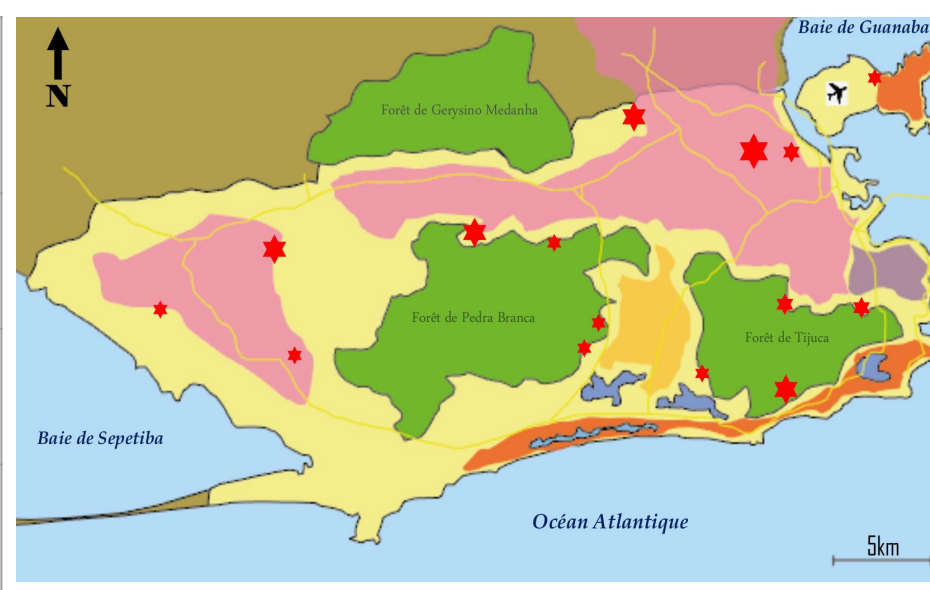 Baie de Guanaba
N
Forêt de Gerysino Medanha
Forêt de Pedra Branca
Forêt de Tijuca
Baie de Sepetiba
Océan Atlantique
5km